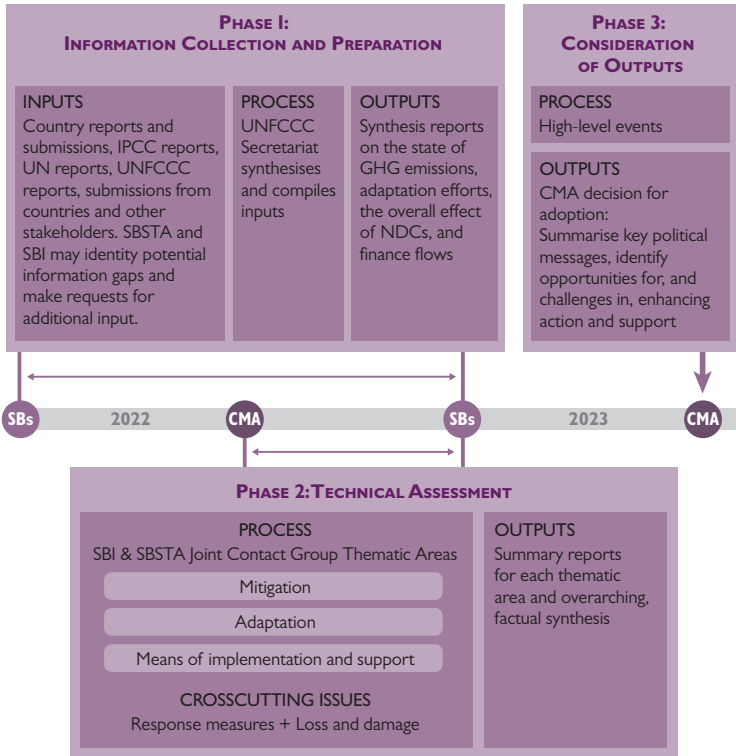 PHASE I:
INFORMATION COLLECTION AND PREPARATION
INPUTS
Country reports and
submissions, IPCC reports,
UN reports, UNFCCC
reports, submissions from
countries and other
stakeholders. SBSTA and
SBI may identity potential
information gaps and
make requests for
additional input.
PROCESS
UNFCCC
Secretariat
synthesises
and compiles
inputs
OUTPUTS
Synthesis reports
on the state of
GHG emissions,
adaptation efforts,
the overall effect
of NDCs, and
finance flows
PHASE 3:
CONSIDERATION
OF OUTPUTS
PROCESS
High-level events
OUTPUTS
CMA decision for
adoption:
Summarise key political
messages, identify
opportunities for, and
challenges in, enhancing
action and support
SBs
2022
CMA
SBs
2023
CMA
PHASE 2: TECHNICAL ASSESSMENT
PROCESS
SBI & SBSTA Joint Contact Group Thematic Areas
Mitigation
Adaptation
Means of implementation and support
CROSSCUTTING ISSUES
Response measures + Loss and damage
OUTPUTS
Summary reports
for each thematic
area and overarching,
factual synthesis